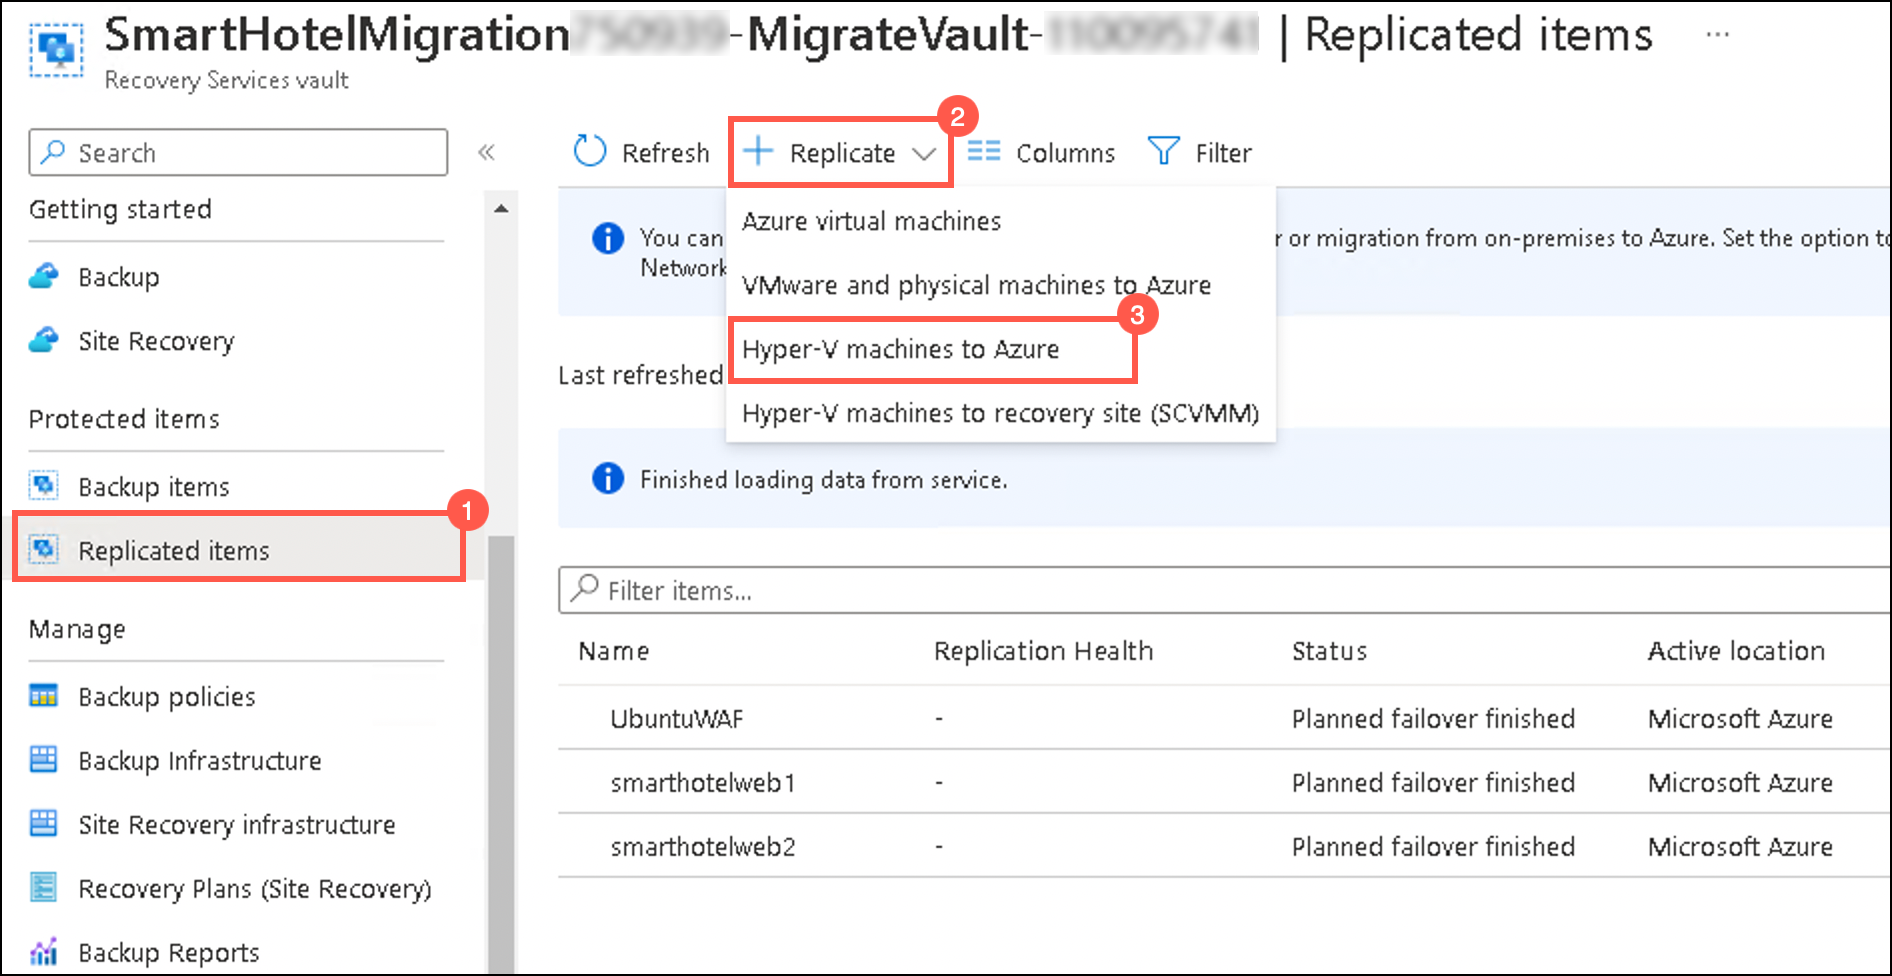 SmartHotelMigration -MigrateVault- | Replicated items ...
Recovery Services vault
Search
«
Refresh
Replicate
2
Columns
Filter
Getting started
Backup
Site Recovery
Protected items
Backup items
Replicated items
1
Manage
Backup policies
Backup Infrastructure
Site Recovery infrastructure
Recovery Plans (Site Recovery)
Backup Reports
Azure virtual machines
VMware and physical machines to Azure
Hyper-V machines to Azure
3
Hyper-V machines to recovery site (SCVMM)
You can r or migration from on-premises to Azure. Set the option to
Network
Last refreshed
Finished loading data from service.
Filter items...
Name Replication Health Status Active location
UbuntuWAF - Planned failover finished Microsoft Azure
smarthotelweb1 - Planned failover finished Microsoft Azure
smarthotelweb2 - Planned failover finished Microsoft Azure